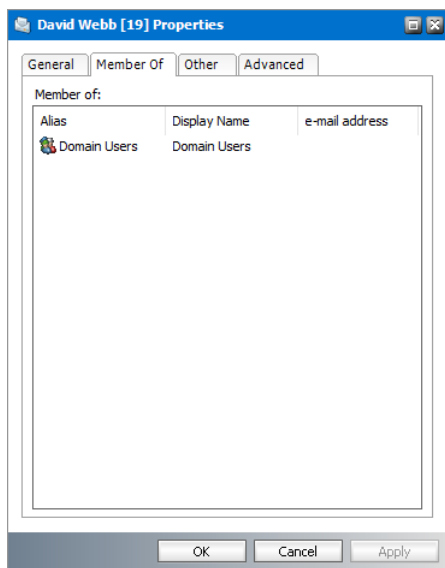 David Webb [19] Properties
General Member Of Other Advanced
Member of:
Alias Display Name e-mail address
Domain Users Domain Users
OK Cancel Apply